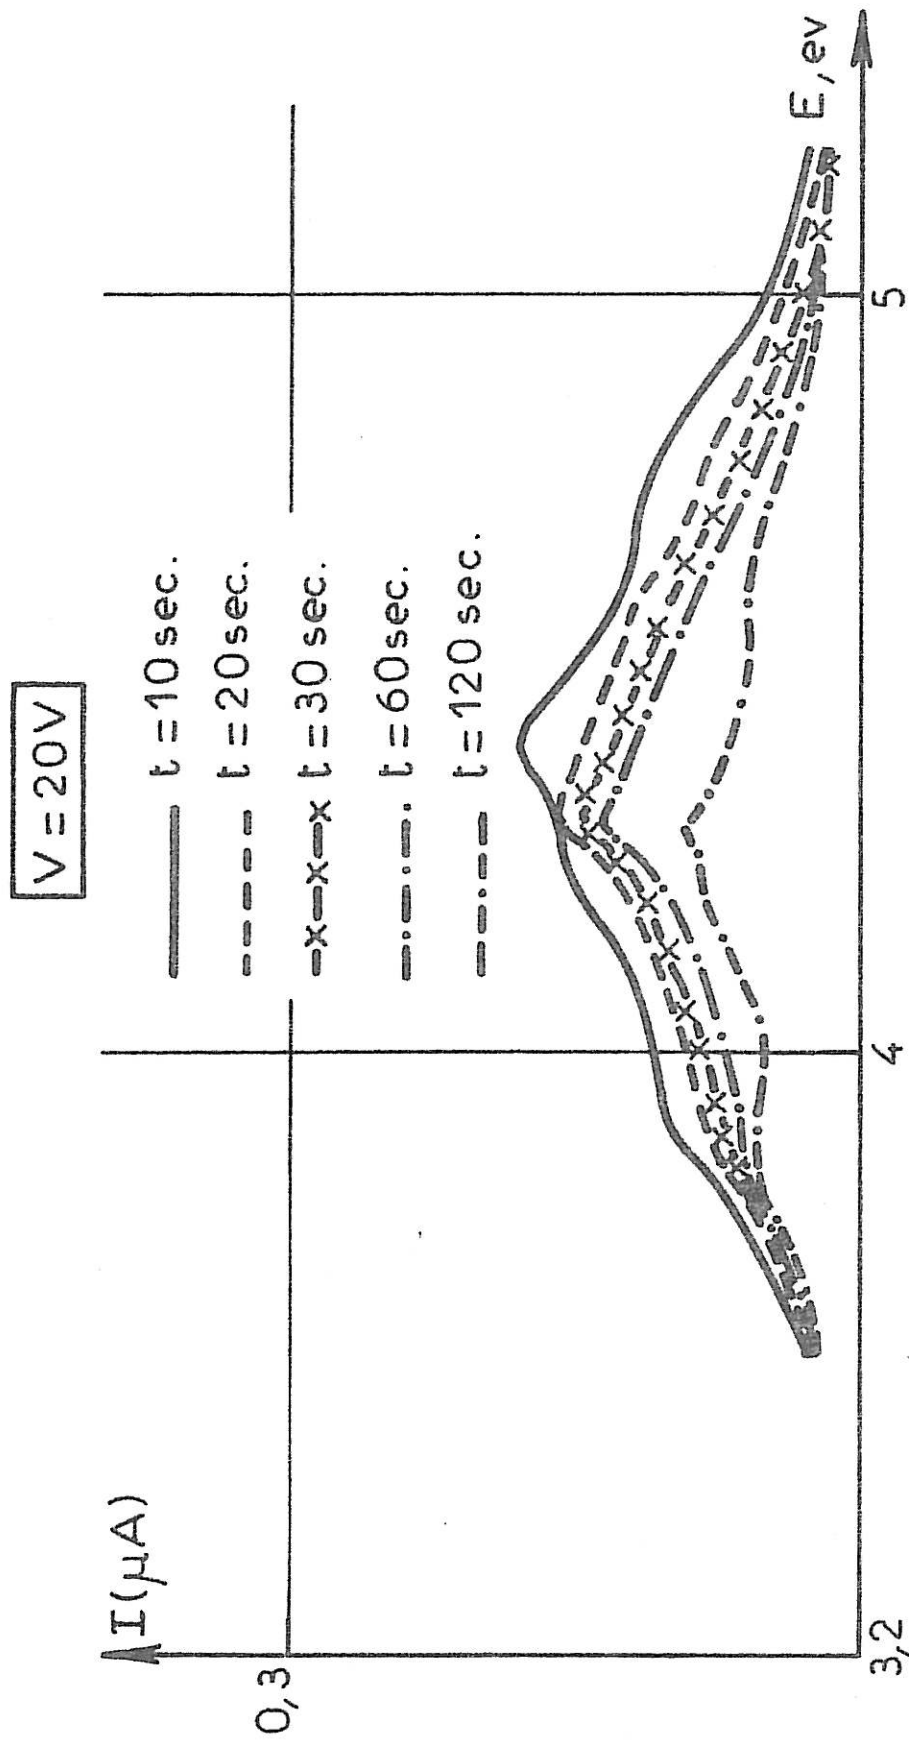 V = 20V
I(μA)
t = 10 sec.
t = 20 sec.
-x-x-x t = 30 sec.
t = 60 sec.
t = 120 sec.
0,3
E, ev
3,2
4
5